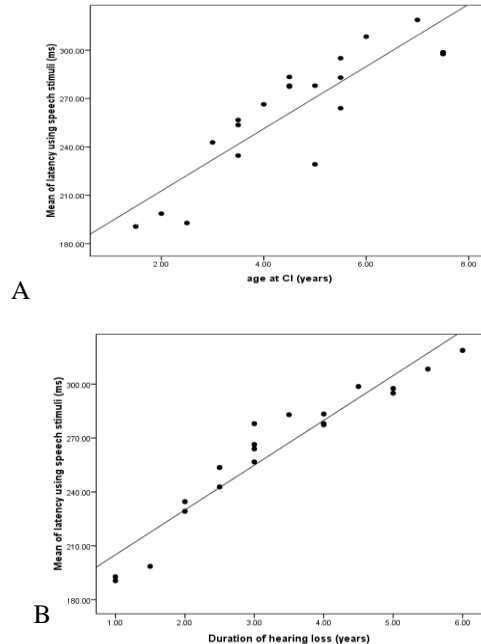 Mean of latency using speech stimuli (ms)
300.00
270.00
240.00
210.00
180.00
2.00 4.00 6.00 8.00
age at CI (years)
A
Mean of latency using speech stimuli (ms)
300.00
270.00
240.00
210.00
180.00
1.00 2.00 3.00 4.00 5.00 6.00
Duration of hearing loss (years)
B